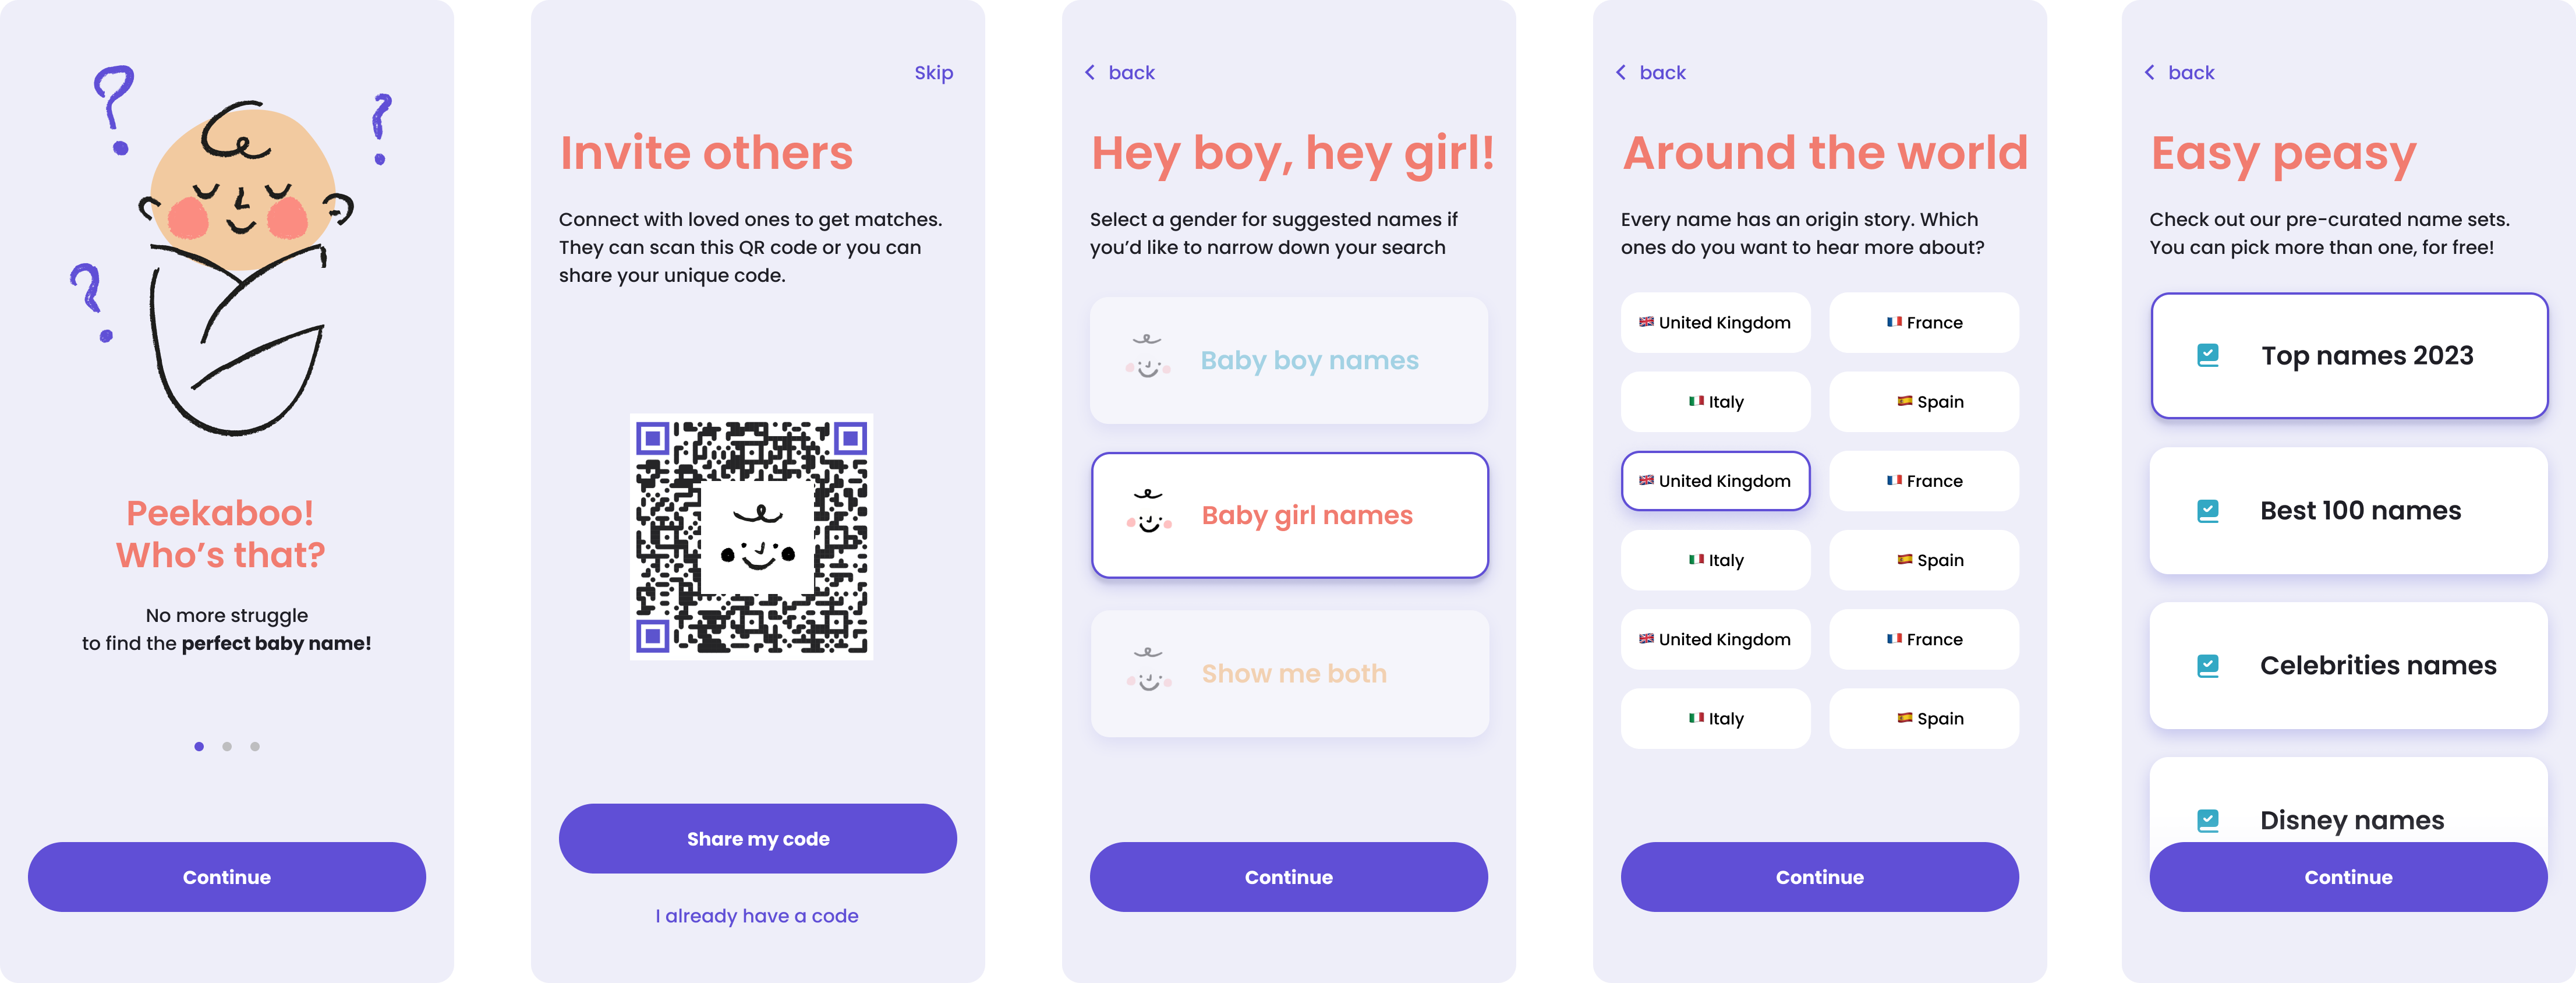 Peekaboo!
Who’s that?
No more struggle
to find the perfect baby name!
Continue
Skip
Invite others
Connect with loved ones to get matches.
They can scan this QR code or you can
share your unique code.
Share my code
I already have a code
back
Hey boy, hey girl!
Select a gender for suggested names if
you’d like to narrow down your search
Baby boy names
Baby girl names
Show me both
Continue
back
Around the world
Every name has an origin story. Which
ones do you want to hear more about?
United Kingdom
France
Italy
Spain
United Kingdom
France
Italy
Spain
United Kingdom
France
Italy
Spain
Continue
back
Easy peasy
Check out our pre-curated name sets.
You can pick more than one, for free!
Top names 2023
Best 100 names
Celebrities names
Disney names
Continue